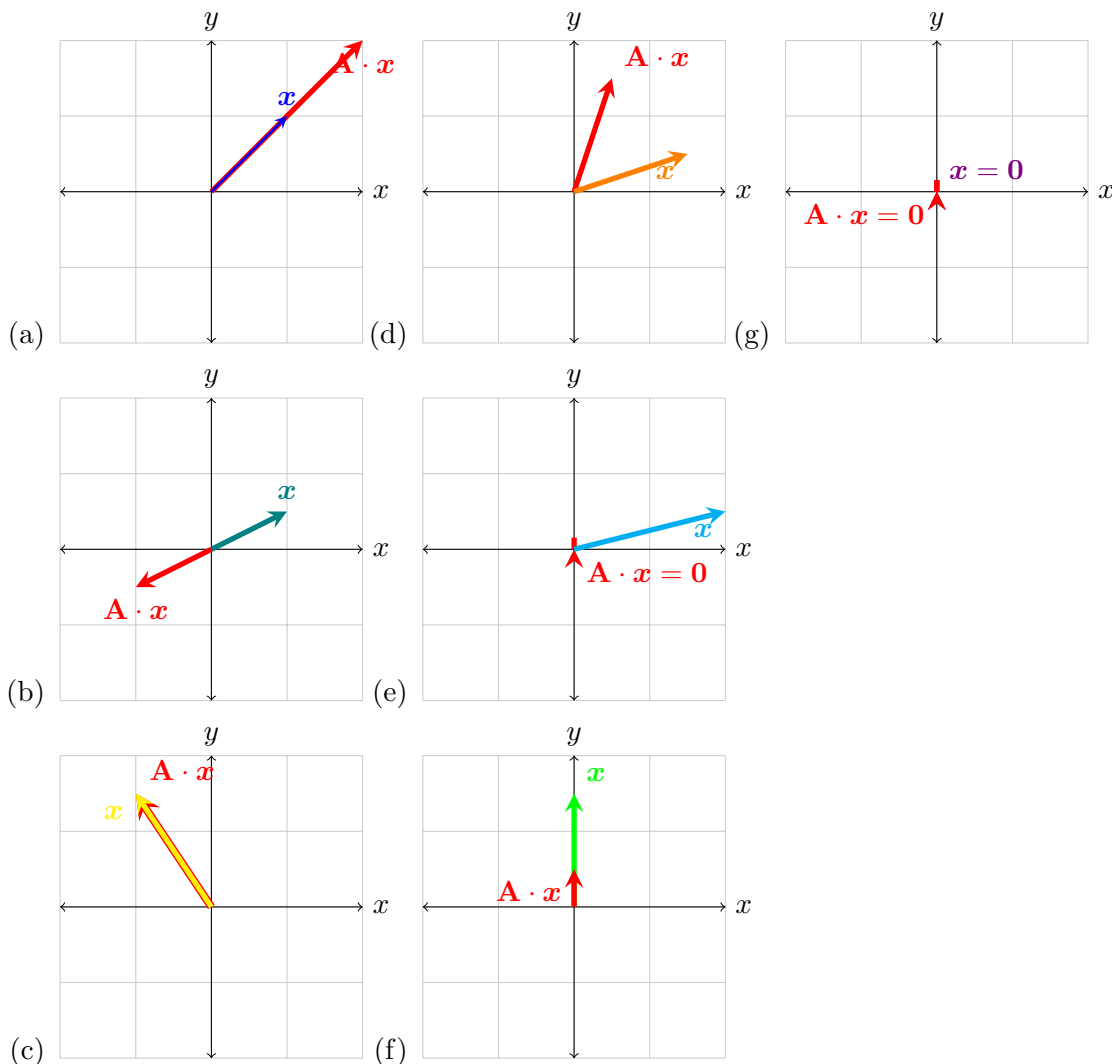 y
x
A · x
x
(a)
y
x
A · x
x
(d)
y
x
x = 0
A · x = 0
(g)
y
x
x
A · x
(b)
y
x
x
A · x = 0
(e)
y
x
A · x
x
(c)
y
x
x
A · x
(f)